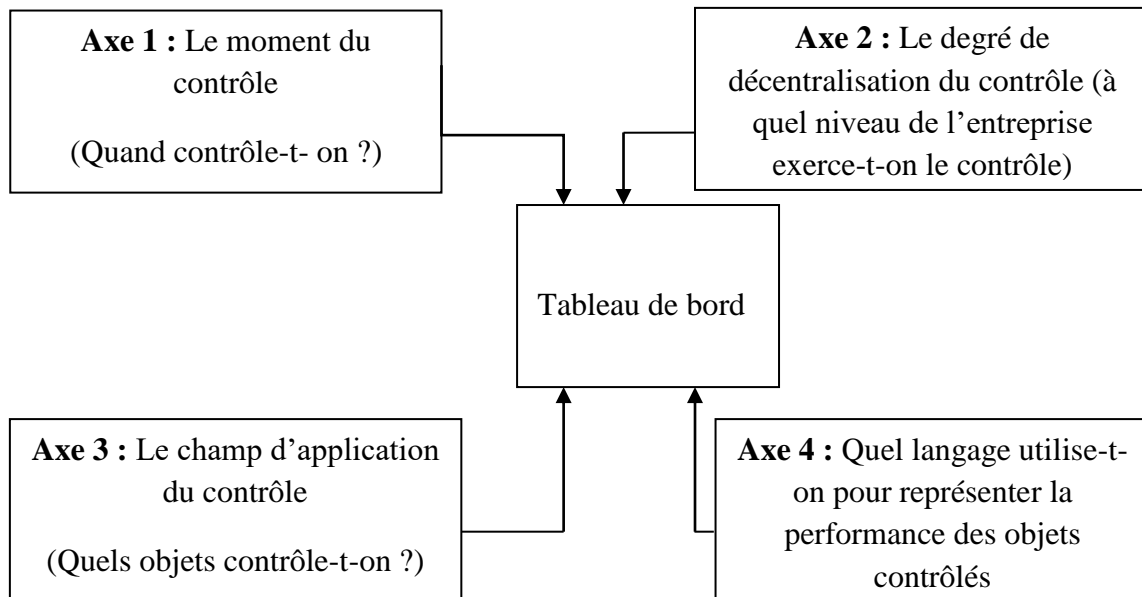 Axe 1 : Le moment du
contrôle
(Quand contrôle-t- on ?)
Axe 2 : Le degré de
décentralisation du contrôle (à
quel niveau de l’entreprise
exerce-t-on le contrôle)
Tableau de bord
Axe 3 : Le champ d’application
du contrôle
(Quels objets contrôle-t-on ?)
Axe 4 : Quel langage utilise-t-
on pour représenter la
performance des objets
contrôlés